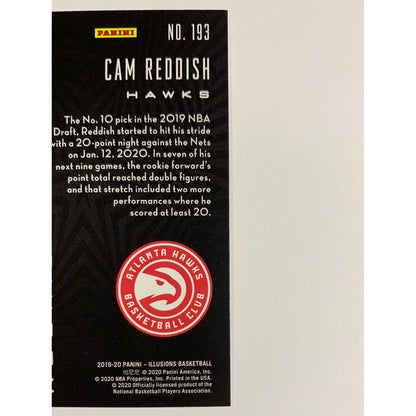 PANINI
NO. 193
CAM REDDISH
HAWKS
The No. 10 pick in the 2019 NBA
Draft, Reddish started to hit his stride
with a 20-point night against the Nets
on Jan. 12, 2020. In seven of his
next nine games, the rookie forward's
point total reached double figures,
and that stretch included two more
performances where he
scored at least 20.
ATLANTA HAWKS
BASKETBALL CLUB
2019-20 PANINI – ILLUSIONS BASKETBALL
帕尼尼 © 2020 Panini America, Inc.
© 2020 NBA Properties, Inc. Printed in the USA.
© 2020 Officially licensed product of the
National Basketball Players Association.